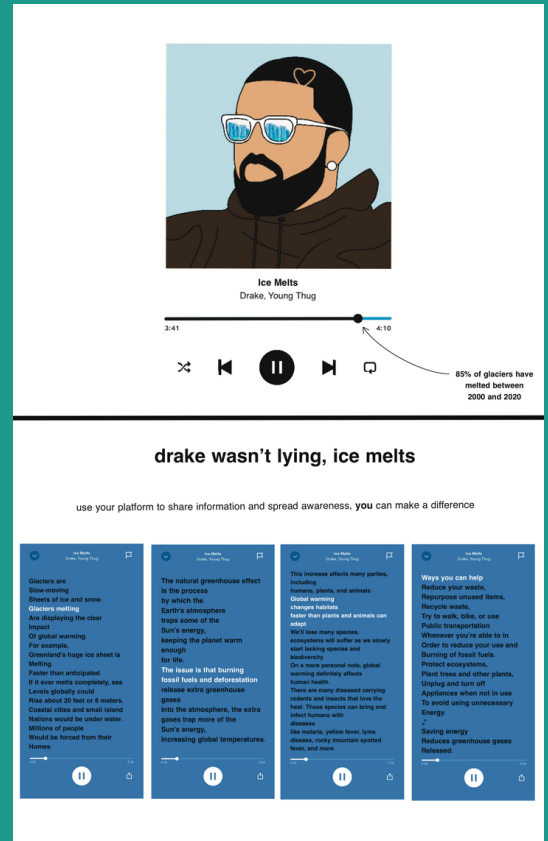 Ice Melts
Drake, Young Thug
3:41
4:10
85% of glaciers have
melted between
2000 and 2020
drake wasn't lying, ice melts
use your platform to share information and spread awareness, you can make a difference
Ice Melts
Drake, Young Thug
Glaciers are
Slow-moving
Sheets of ice and snow.
Glaciers melting
Are displaying the clear
Impact
Of global warming.
For example,
Greenland's huge ice sheet is
Melting
Faster than anticipated.
If it ever melts completely, see
Levels globally could
Rise about 20 feet or 6 meters.
Coastal cities and small island
Nations would be under water.
Millions of people
Would be forced from their
Homes.
Ice Melts
Drake, Young Thug
The natural greenhouse effect
is the process
by which the
Earth's atmosphere
traps some of the
Sun's energy,
keeping the planet warm
enough
for life.
The issue is that burning
fossil fuels and deforestation
release extra greenhouse
gases
into the atmosphere, the extra
gases trap more of the
Sun's energy,
increasing global temperatures.
Ice Melts
Drake, Young Thug
This increase effects many parties,
including
humans, plants, and animals.
Global warming
changes habitats
faster than plants and animals can
adapt
We'll lose many species,
ecosystems will suffer as we slowly
start lacking species and
biodiversity.
On a more personal note, global
warming definitely affects
human health.
There are many diseased carrying
rodents and insects that love the
heat. These species can bring and
infect humans with
diseases
like malaria, yellow fever, lyme
disease, rocky mountain spotted
fever, and more.
Ice Melts
Drake, Young Thug
Ways you can help
Reduce your waste,
Repurpose unused items,
Recycle waste,
Try to walk, bike, or use
Public transportation
Whenever you're able to in
Order to reduce your use and
Burning of fossil fuels.
Protect ecosystems,
Plant trees and other plants,
Unplug and turn off
Appliances when not in use
To avoid using unnecessary
Energy.
♪
Saving energy
Reduces greenhouse gases
Released.